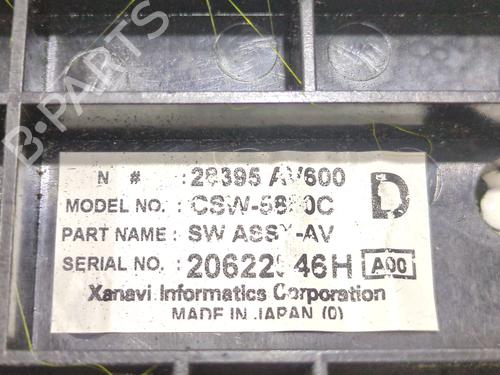 B-PARTS
N # : 28395 AV600
D
MODEL NO. :
PART NAME : SW ASSY-AV
SERIAL NO. : A00
Xanavi Informatics Corporation
MADE IN JAPAN (0)